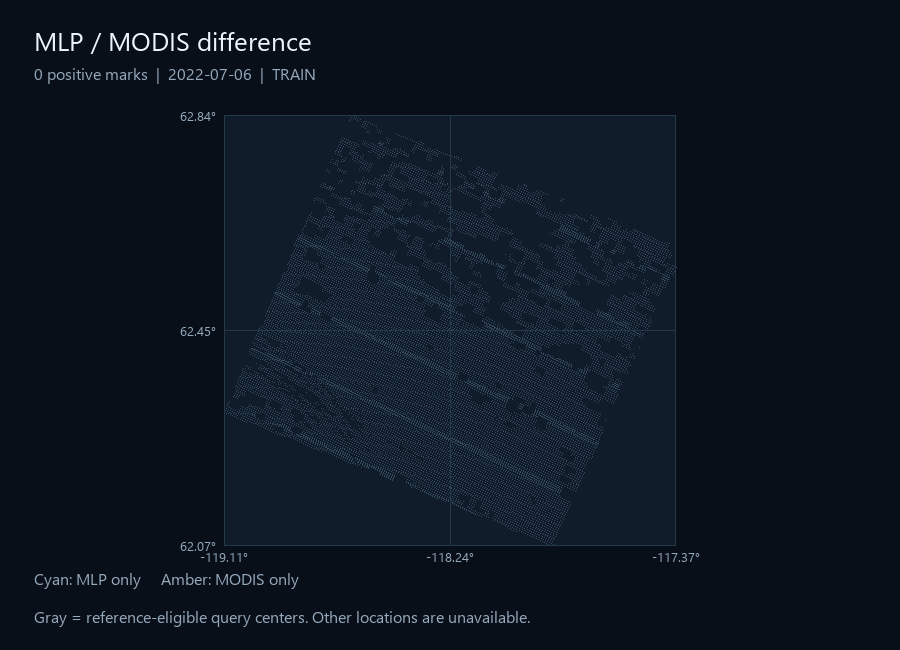 MLP / MODIS difference
0 positive marks | 2022-07-06 | TRAIN
62.84°
62.45°
62.07°
-119.11° -118.24° -117.37°
Cyan: MLP only Amber: MODIS only
Gray = reference-eligible query centers. Other locations are unavailable.